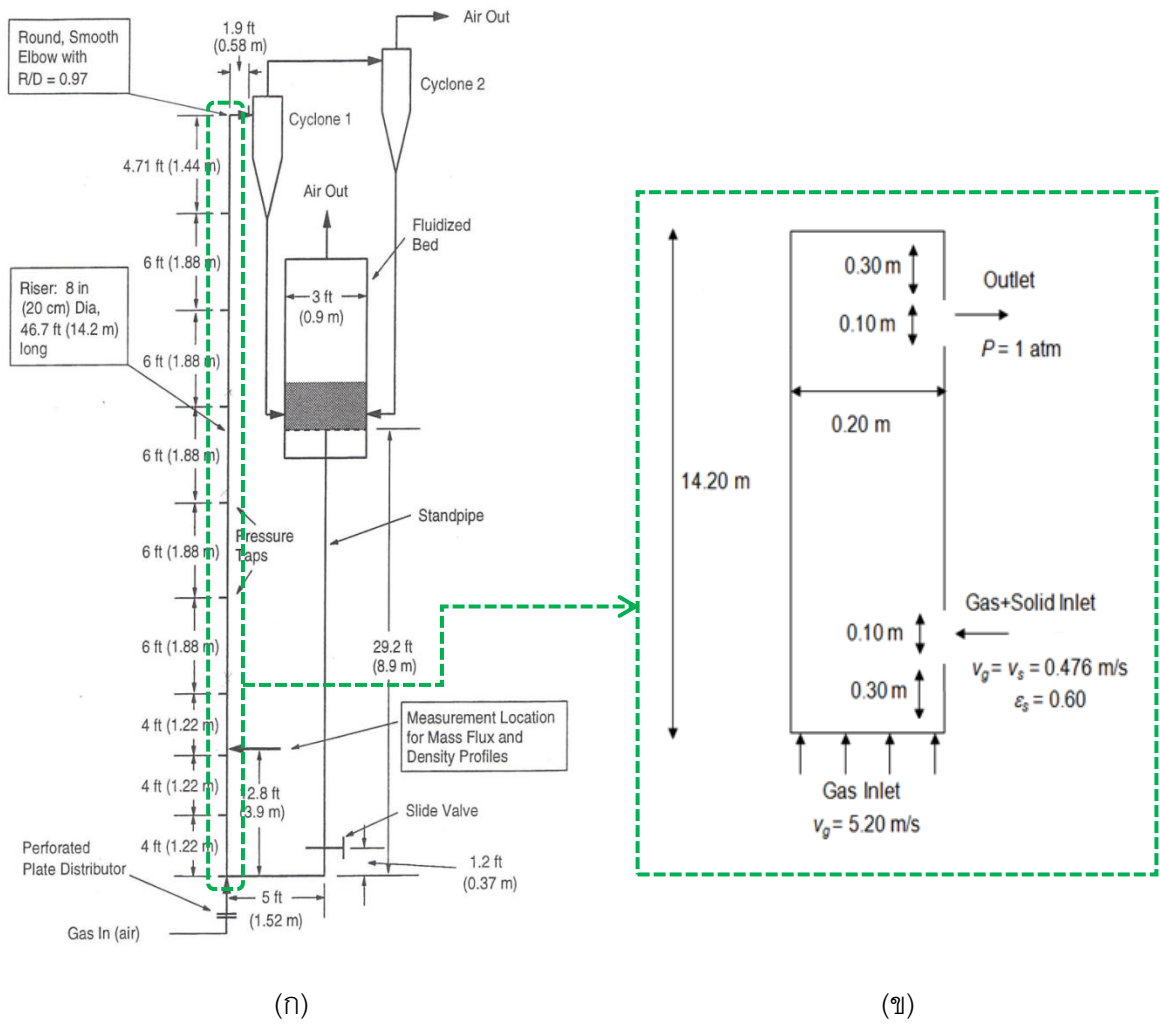 Round, Smooth
Elbow with
R/D = 0.97
1.9 ft
(0.58 m)
Air Out
Cyclone 2
Cyclone 1
4.71 ft (1.44 m)
Air Out
Fluidized
Bed
6 ft (1.88 m)
3 ft
(0.9 m)
Riser: 8 in
(20 cm) Dia,
46.7 ft (14.2 m)
long
6 ft (1.88 m)
6 ft (1.88 m)
Standpipe
Pressure
Taps
6 ft (1.88 m)
6 ft (1.88 m)
29.2 ft
(8.9 m)
4 ft (1.22 m)
Measurement Location
for Mass Flux and
Density Profiles
4 ft (1.22 m)
12.8 ft
(3.9 m)
Slide Valve
4 ft (1.22 m)
1.2 ft
(0.37 m)
Perforated
Plate Distributor
5 ft
(1.52 m)
Gas In (air)
(ก)
0.30 m
Outlet
0.10 m
P = 1 atm
0.20 m
14.20 m
Gas+Solid Inlet
0.10 m
vg = vs = 0.476 m/s
0.30 m
εs = 0.60
Gas Inlet
vg = 5.20 m/s
(ข)